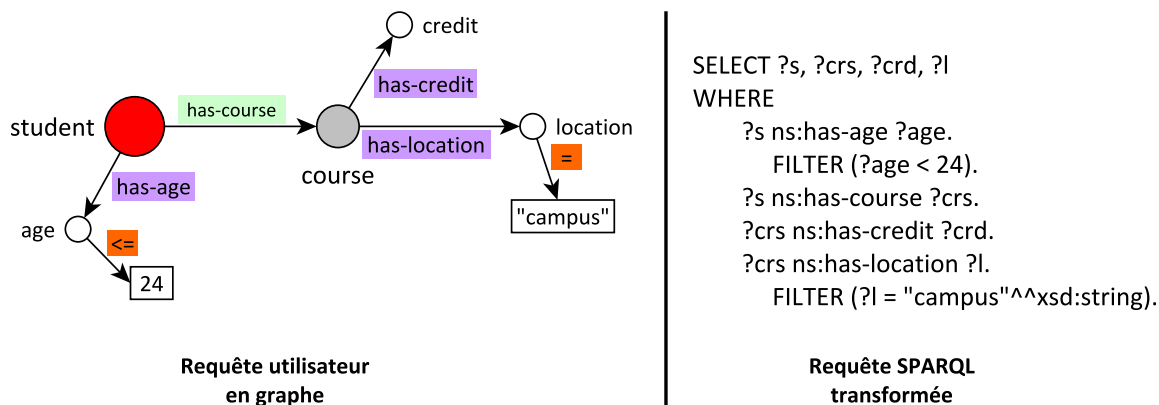 credit
has-credit
has-course
student
location
has-location
=
course
has-age
"campus"
age
<=
24
Requête utilisateur
en graphe
SELECT ?s, ?crs, ?crd, ?l
WHERE
?s ns:has-age ?age.
FILTER (?age < 24).
?s ns:has-course ?crs.
?crs ns:has-credit ?crd.
?crs ns:has-location ?l.
FILTER (?l = "campus"^^xsd:string).
Requête SPARQL
transformée